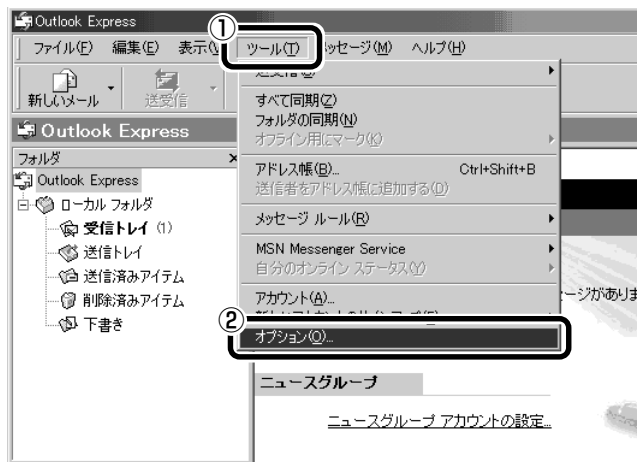 Outlook Express
ファイル(F) 編集(E) 表示(V ① ツール(T) ッセージ(M) ヘルプ(H)
新しいメール 送受信
すべて同期(Z)
フォルダの同期(N)
オフライン用にマーク(K)
Outlook Express
フォルダ ×
アドレス帳(B)... Ctrl+Shift+B
送信者をアドレス帳に追加する(D)
Outlook Express
ローカル フォルダ
受信トレイ (1)
送信トレイ
送信済みアイテム
削除済みアイテム
下書き
メッセージ ルール(R)
MSN Messenger Service
自分のオンライン ステータス(Y)
アカウント(A)...
② オプション(O)...
ージがありま
ニュースグループ
ニュースグループ アカウントの設定...